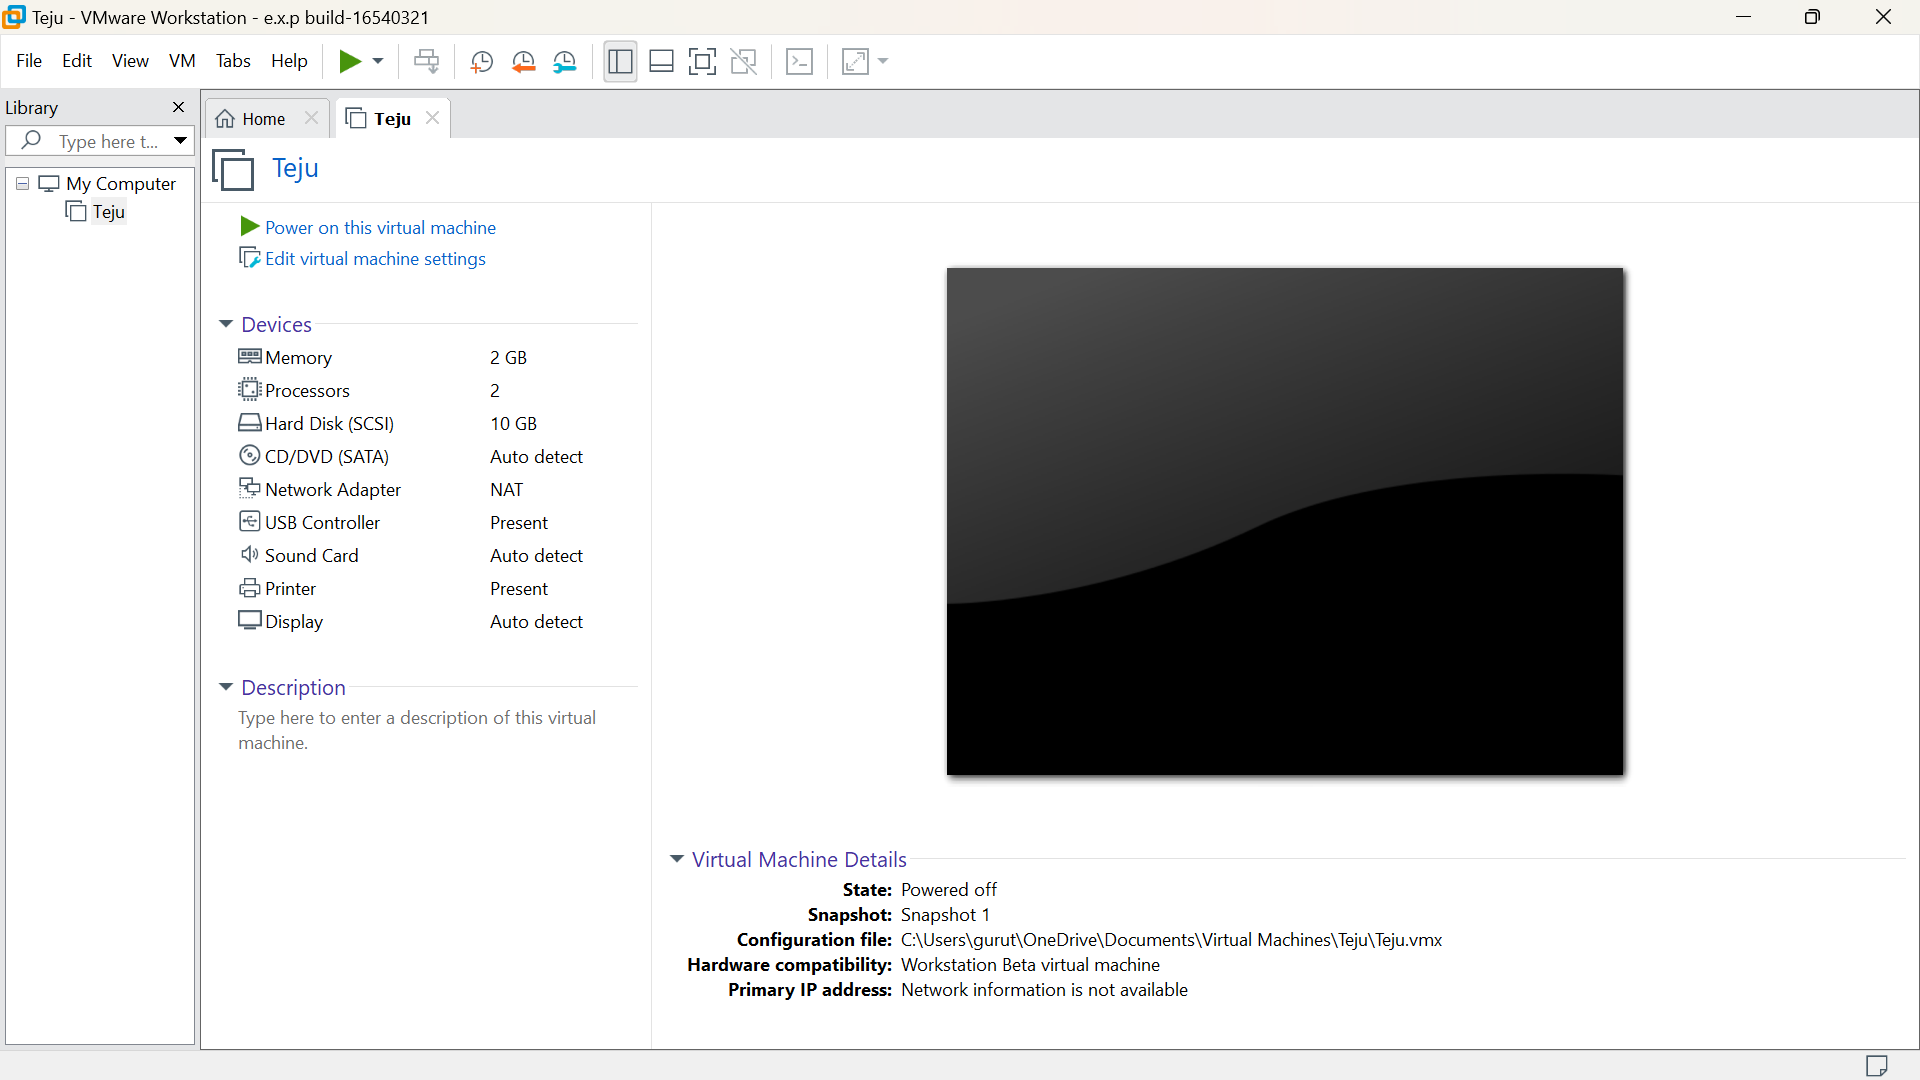 Teju - VMware Workstation - e.x.p build-16540321
File Edit View VM Tabs Help
Library
Type here t...
My Computer
Teju
Home
Teju
Teju
Power on this virtual machine
Edit virtual machine settings
Devices
Memory 2 GB
Processors 2
Hard Disk (SCSI) 10 GB
CD/DVD (SATA) Auto detect
Network Adapter NAT
USB Controller Present
Sound Card Auto detect
Printer Present
Display Auto detect
Description
Type here to enter a description of this virtual
machine.
Virtual Machine Details
State: Powered off
Snapshot: Snapshot 1
Configuration file: C:\Users\gurut\OneDrive\Documents\Virtual Machines\Teju\Teju.vmx
Hardware compatibility: Workstation Beta virtual machine
Primary IP address: Network information is not available